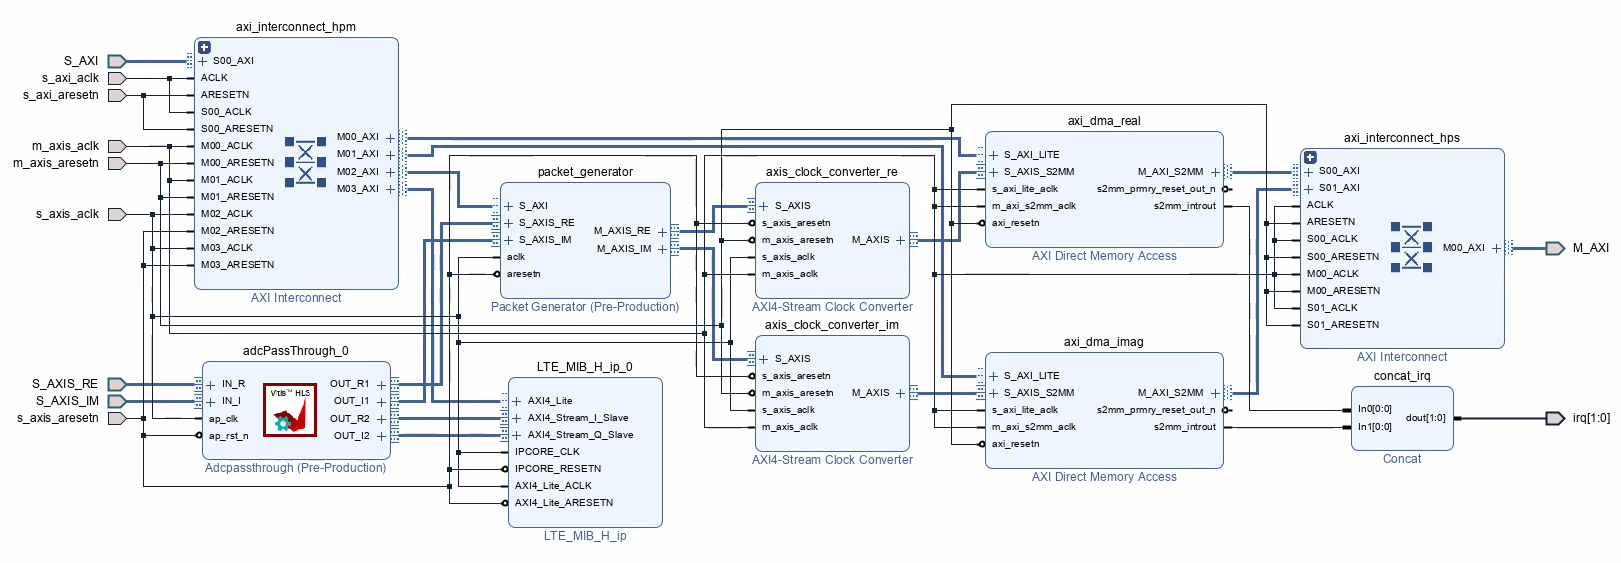 S_AXI
s_axi_aclk
s_axi_aresetn
m_axis_aclk
m_axis_aresetn
s_axis_aclk
S_AXIS_RE
S_AXIS_IM
s_axis_aresetn
axi_interconnect_hpm
S00_AXI
ACLK
ARESETN
S00_ACLK
S00_ARESETN
M00_ACLK
M00_ARESETN
M01_ACLK
M01_ARESETN
M02_ACLK
M02_ARESETN
M03_ACLK
M03_ARESETN
M00_AXI
M01_AXI
M02_AXI
M03_AXI
AXI Interconnect
adcPassThrough_0
IN_R
IN_I
ap_clk
ap_rst_n
Vitis™ HLS
OUT_R1
OUT_I1
OUT_R2
OUT_I2
Adcpassthrough (Pre-Production)
packet_generator
S_AXI
S_AXIS_RE
S_AXIS_IM
aclk
aresetn
M_AXIS_RE
M_AXIS_IM
Packet Generator (Pre-Production)
LTE_MIB_H_ip_0
AXI4_Lite
AXI4_Stream_I_Slave
AXI4_Stream_Q_Slave
IPCORE_CLK
IPCORE_RESETN
AXI4_Lite_ACLK
AXI4_Lite_ARESETN
LTE_MIB_H_ip
axis_clock_converter_re
S_AXIS
s_axis_aresetn
m_axis_aresetn
s_axis_aclk
m_axis_aclk
M_AXIS
AXI4-Stream Clock Converter
axis_clock_converter_im
S_AXIS
s_axis_aresetn
m_axis_aresetn
s_axis_aclk
m_axis_aclk
M_AXIS
AXI4-Stream Clock Converter
axi_dma_real
S_AXI_LITE
S_AXIS_S2MM
s_axi_lite_aclk
m_axi_s2mm_aclk
axi_resetn
M_AXI_S2MM
s2mm_prmry_reset_out_n
s2mm_introut
AXI Direct Memory Access
axi_dma_imag
S_AXI_LITE
S_AXIS_S2MM
s_axi_lite_aclk
m_axi_s2mm_aclk
axi_resetn
M_AXI_S2MM
s2mm_prmry_reset_out_n
s2mm_introut
AXI Direct Memory Access
axi_interconnect_hps
S00_AXI
S01_AXI
ACLK
ARESETN
S00_ACLK
S00_ARESETN
M00_ACLK
M00_ARESETN
S01_ACLK
S01_ARESETN
M00_AXI
AXI Interconnect
concat_irq
In0[0:0]
In1[0:0]
dout[1:0]
Concat
M_AXI
irq[1:0]